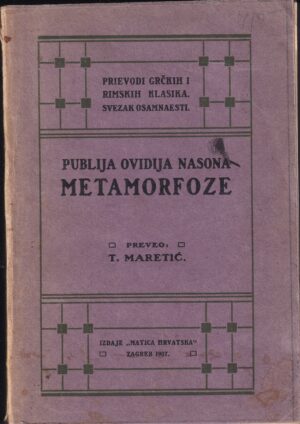 PRIEVODI GRČKIH I
RIMSKIH KLASIKA.
SVEZAK OSAMNAESTI.
PUBLIJA OVIDIJA NASONA
METAMORFOZE
PREVEO:
T. MARETIĆ.
IZDAJE „MATICA HRVATSKA“
ZAGREB 1907.